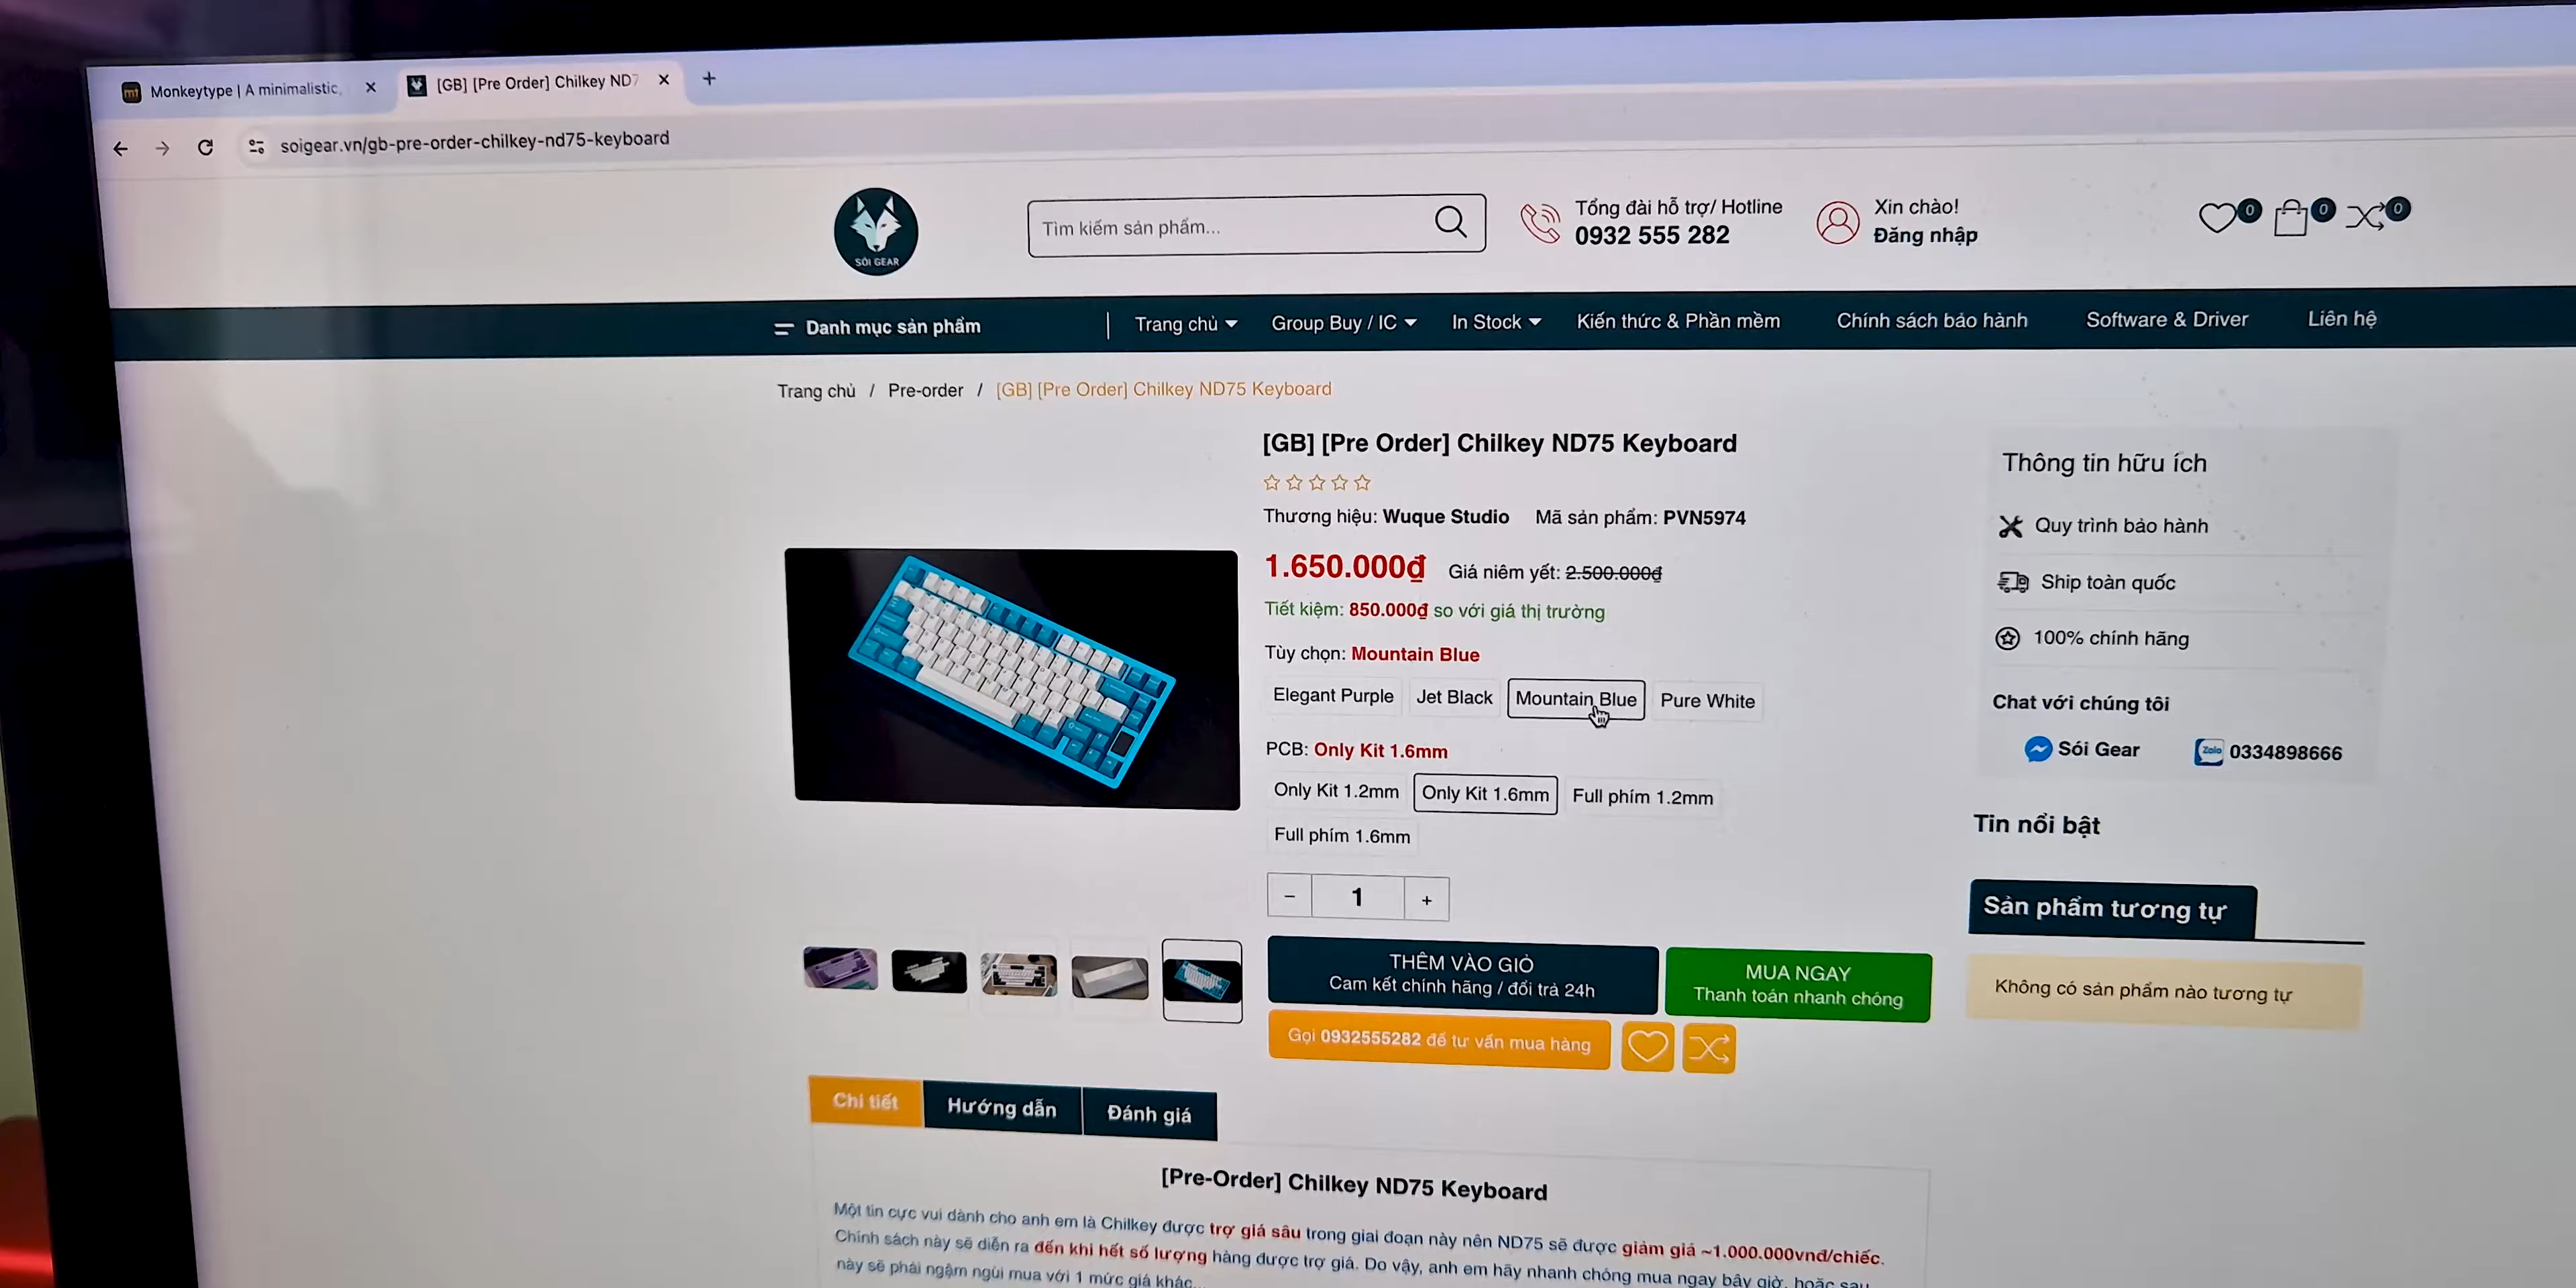 Monkeytype | A minimalistic,
[GB] [Pre Order] Chilkey ND7
soigear.vn/gb-pre-order-chilkey-nd75-keyboard
SÓI GEAR
Tìm kiếm sản phẩm...
Tổng đài hỗ trợ/ Hotline
0932 555 282
Xin chào!
Đăng nhập
0
0
0
Danh mục sản phẩm
Trang chủ
Group Buy / IC
In Stock
Kiến thức & Phần mềm
Chính sách bảo hành
Software & Driver
Liên hệ
Trang chủ / Pre-order / [GB] [Pre Order] Chilkey ND75 Keyboard
[GB] [Pre Order] Chilkey ND75 Keyboard
Thương hiệu: Wuque Studio Mã sản phẩm: PVN5974
1.650.000₫ Giá niêm yết: 2.500.000₫
Tiết kiệm: 850.000₫ so với giá thị trường
Tùy chọn: Mountain Blue
Elegant Purple Jet Black Mountain Blue Pure White
PCB: Only Kit 1.6mm
Only Kit 1.2mm Only Kit 1.6mm Full phím 1.2mm
Full phím 1.6mm
− 1 +
THÊM VÀO GIỎ
Cam kết chính hãng / đổi trả 24h
MUA NGAY
Thanh toán nhanh chóng
Gọi 0932555282 để tư vấn mua hàng
Thông tin hữu ích
Quy trình bảo hành
Ship toàn quốc
100% chính hãng
Chat với chúng tôi
Sói Gear
Zalo 0334898666
Tin nổi bật
Sản phẩm tương tự
Không có sản phẩm nào tương tự
Chi tiết
Hướng dẫn
Đánh giá
[Pre-Order] Chilkey ND75 Keyboard
Một tin cực vui dành cho anh em là Chilkey được trợ giá sâu trong giai đoạn này nên ND75 sẽ được giảm giá ~1.000.000vnđ/chiếc.
Chính sách này sẽ diễn ra đến khi hết số lượng hàng được trợ giá. Do vậy, anh em hãy nhanh chóng mua ngay bây giờ, hoặc sau
này sẽ phải ngậm ngùi mua với 1 mức giá khác...